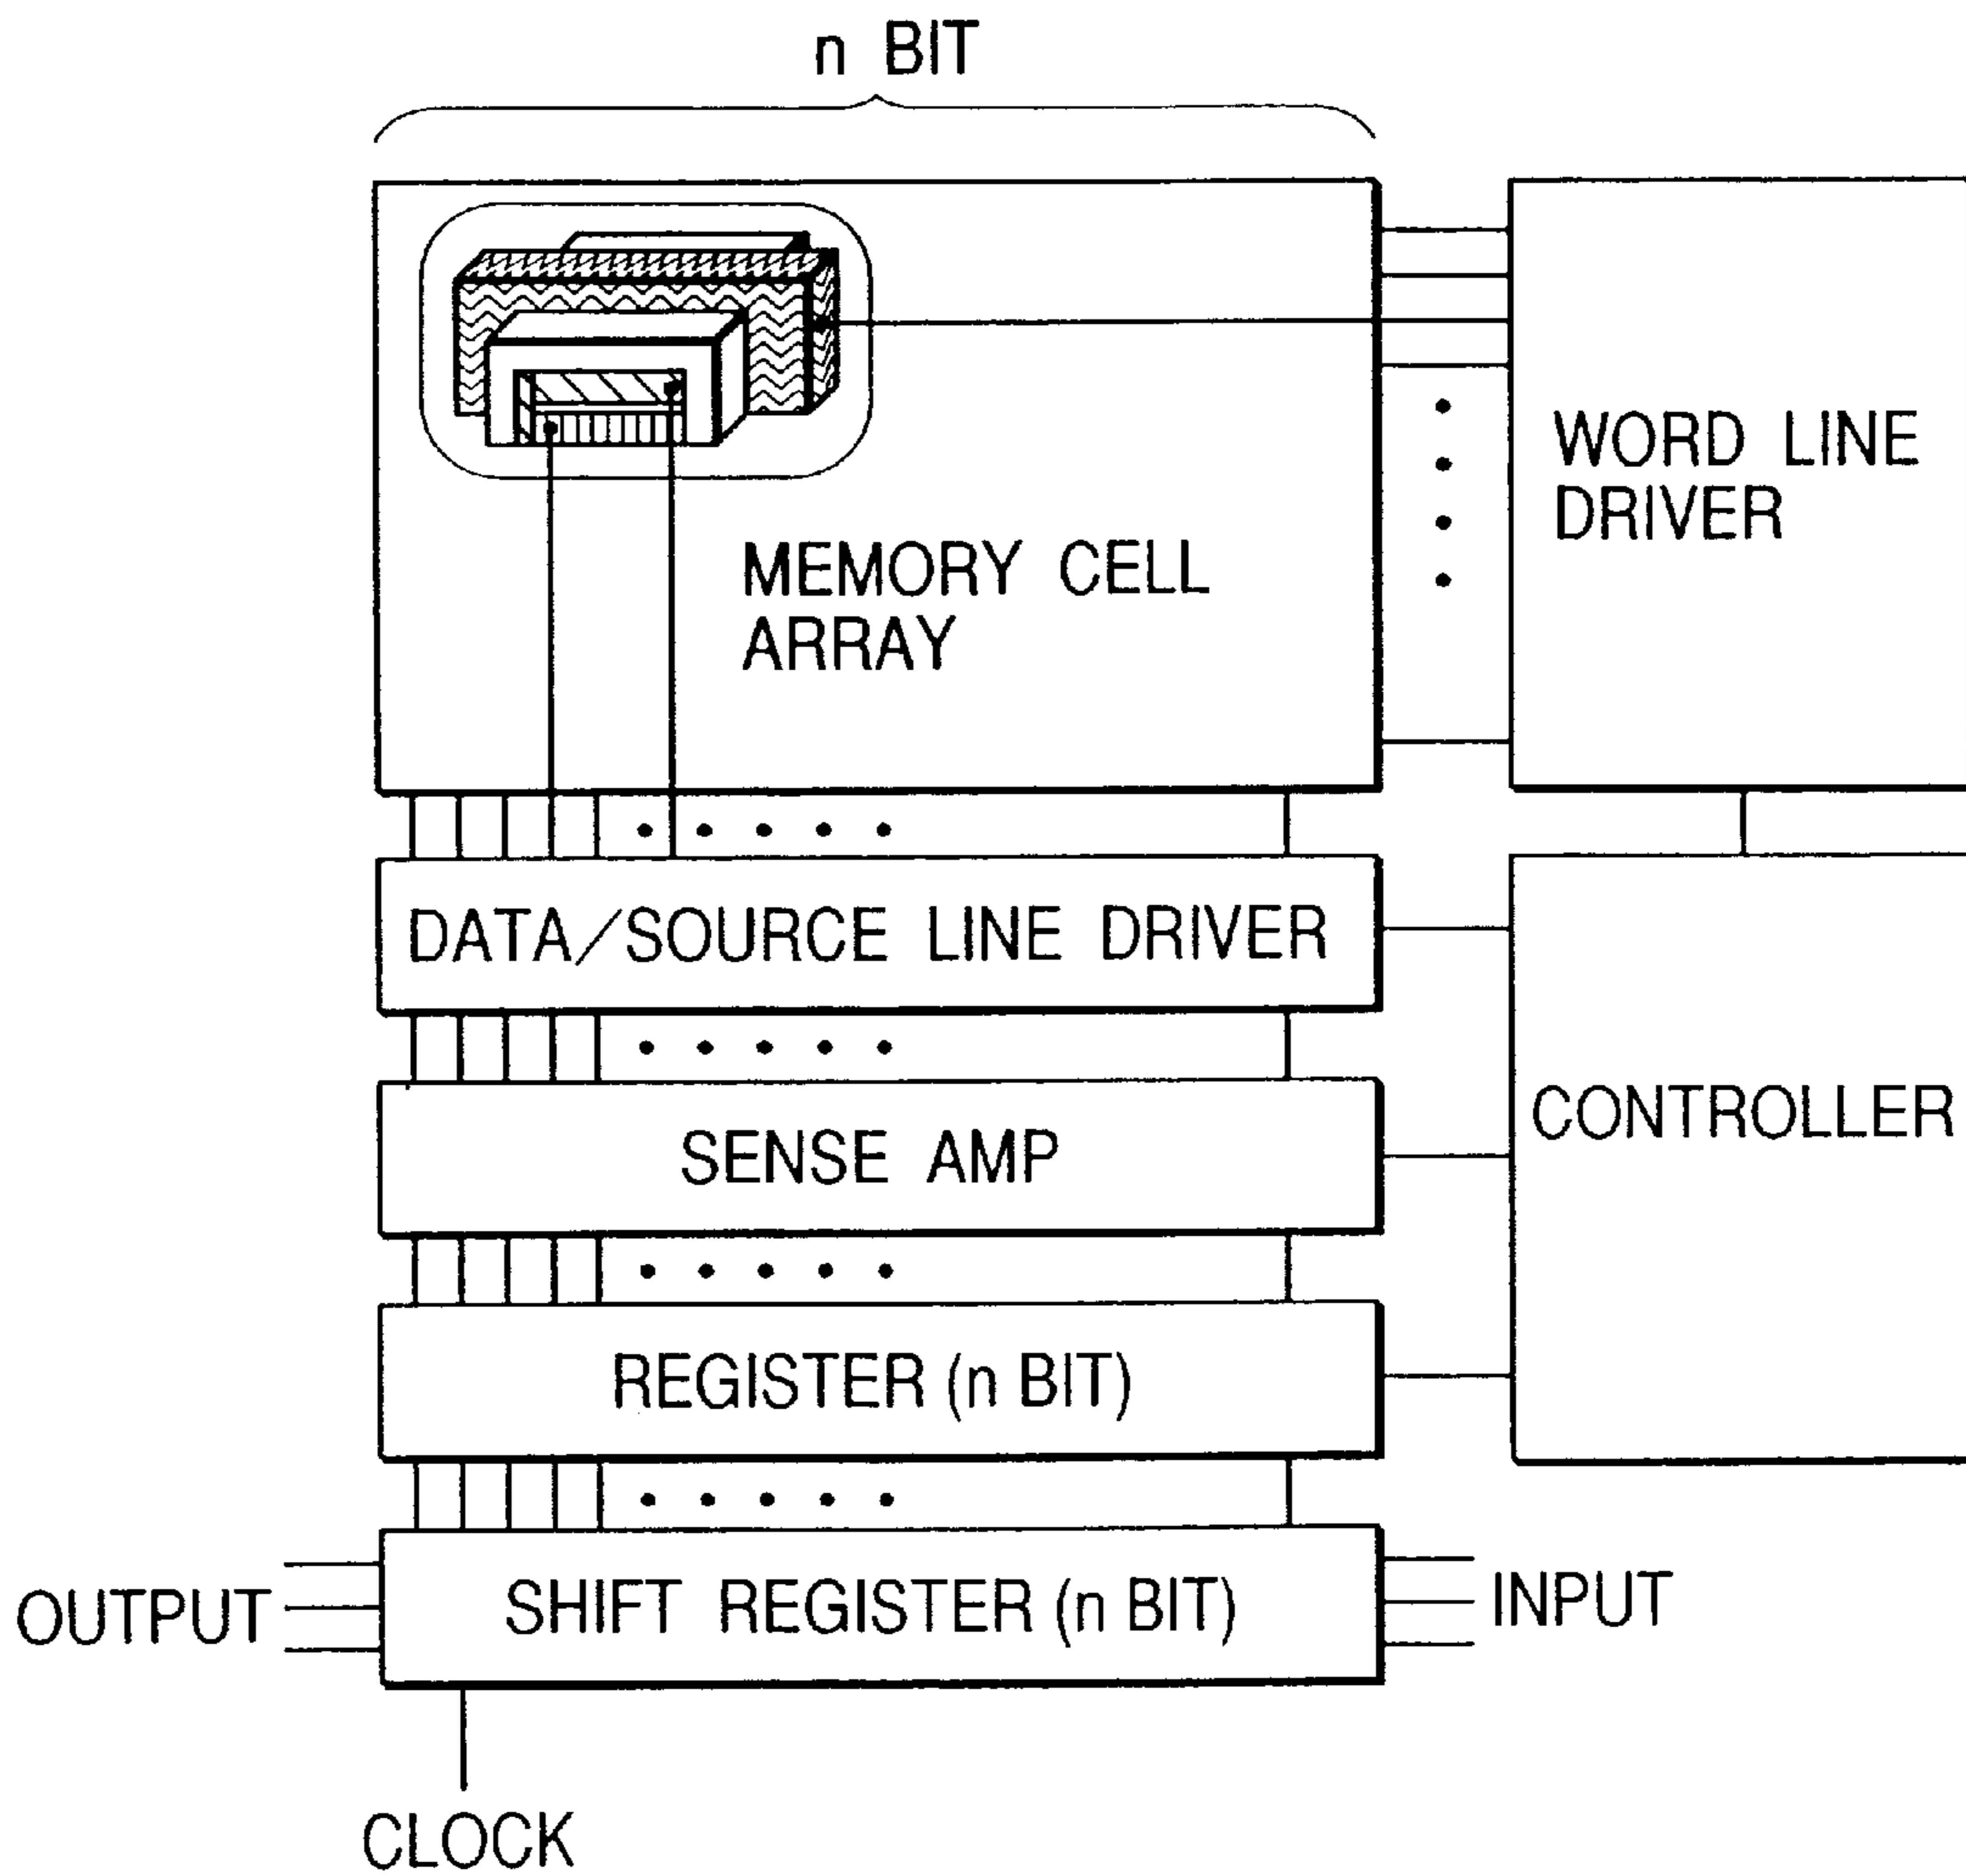 n BIT
WORD LINE
DRIVER
MEMORY CELL
ARRAY
DATA/SOURCE LINE DRIVER
CONTROLLER
SENSE AMP
REGISTER (n BIT)
OUTPUT
SHIFT REGISTER (n BIT)
INPUT
CLOCK